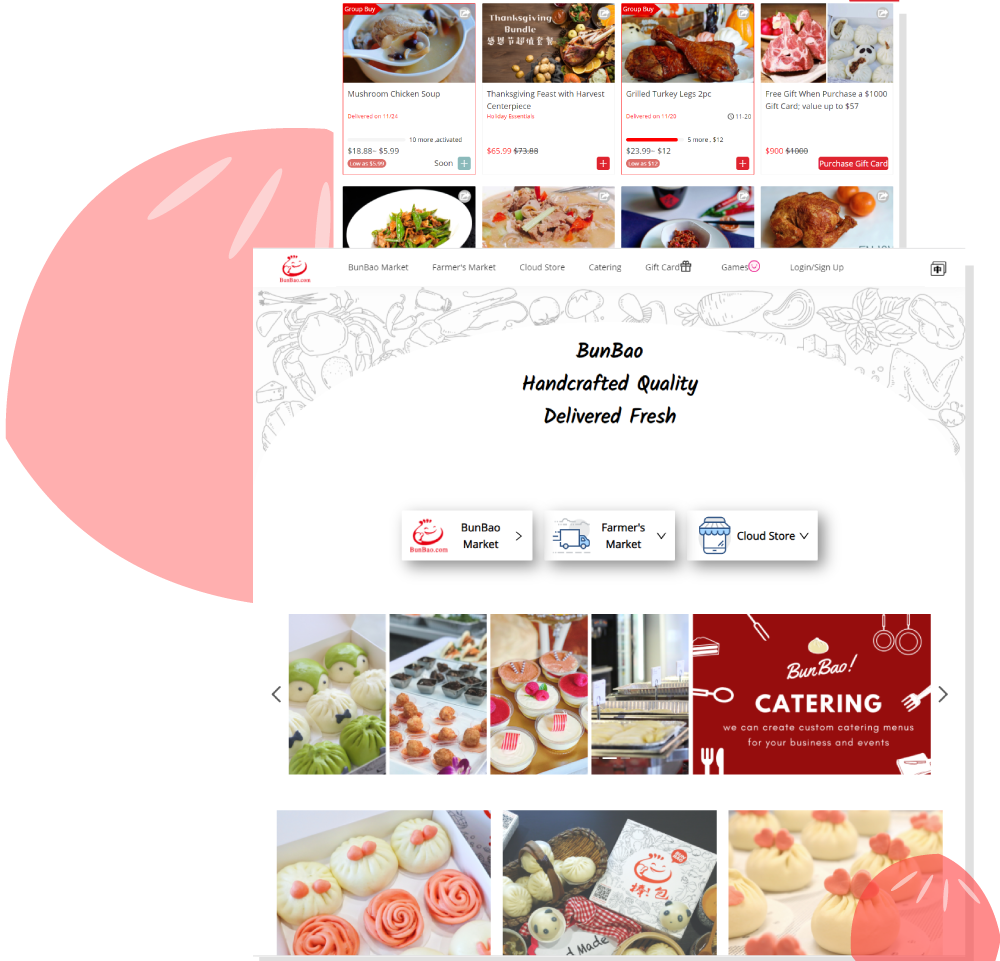 Group Buy
Mushroom Chicken Soup
Delivered on 11/24
10 more ,activated
$18.88– $5.99
Low as $5.99
Soon
+
Thanksgiving
Bundle
感恩节超值套餐
Thanksgiving Feast with Harvest
Centerpiece
Holiday Essentials
$65.99 $73.88
+
Group Buy
Grilled Turkey Legs 2pc
Delivered on 11/20
11-20
5 more , $12
$23.99– $12
Low as $12
+
Free Gift When Purchase a $1000
Gift Card; value up to $57
$900 $1000
Purchase Gift Card
BunBao.com
BunBao Market
Farmer's Market
Cloud Store
Catering
Gift Card
Games
Login/Sign Up
中
BunBao
Handcrafted Quality
Delivered Fresh
BunBao.com
BunBao
Market
Farmer's
Market
Cloud Store
BunBao!
CATERING
we can create custom catering menus
for your business and events
捧!包
Made